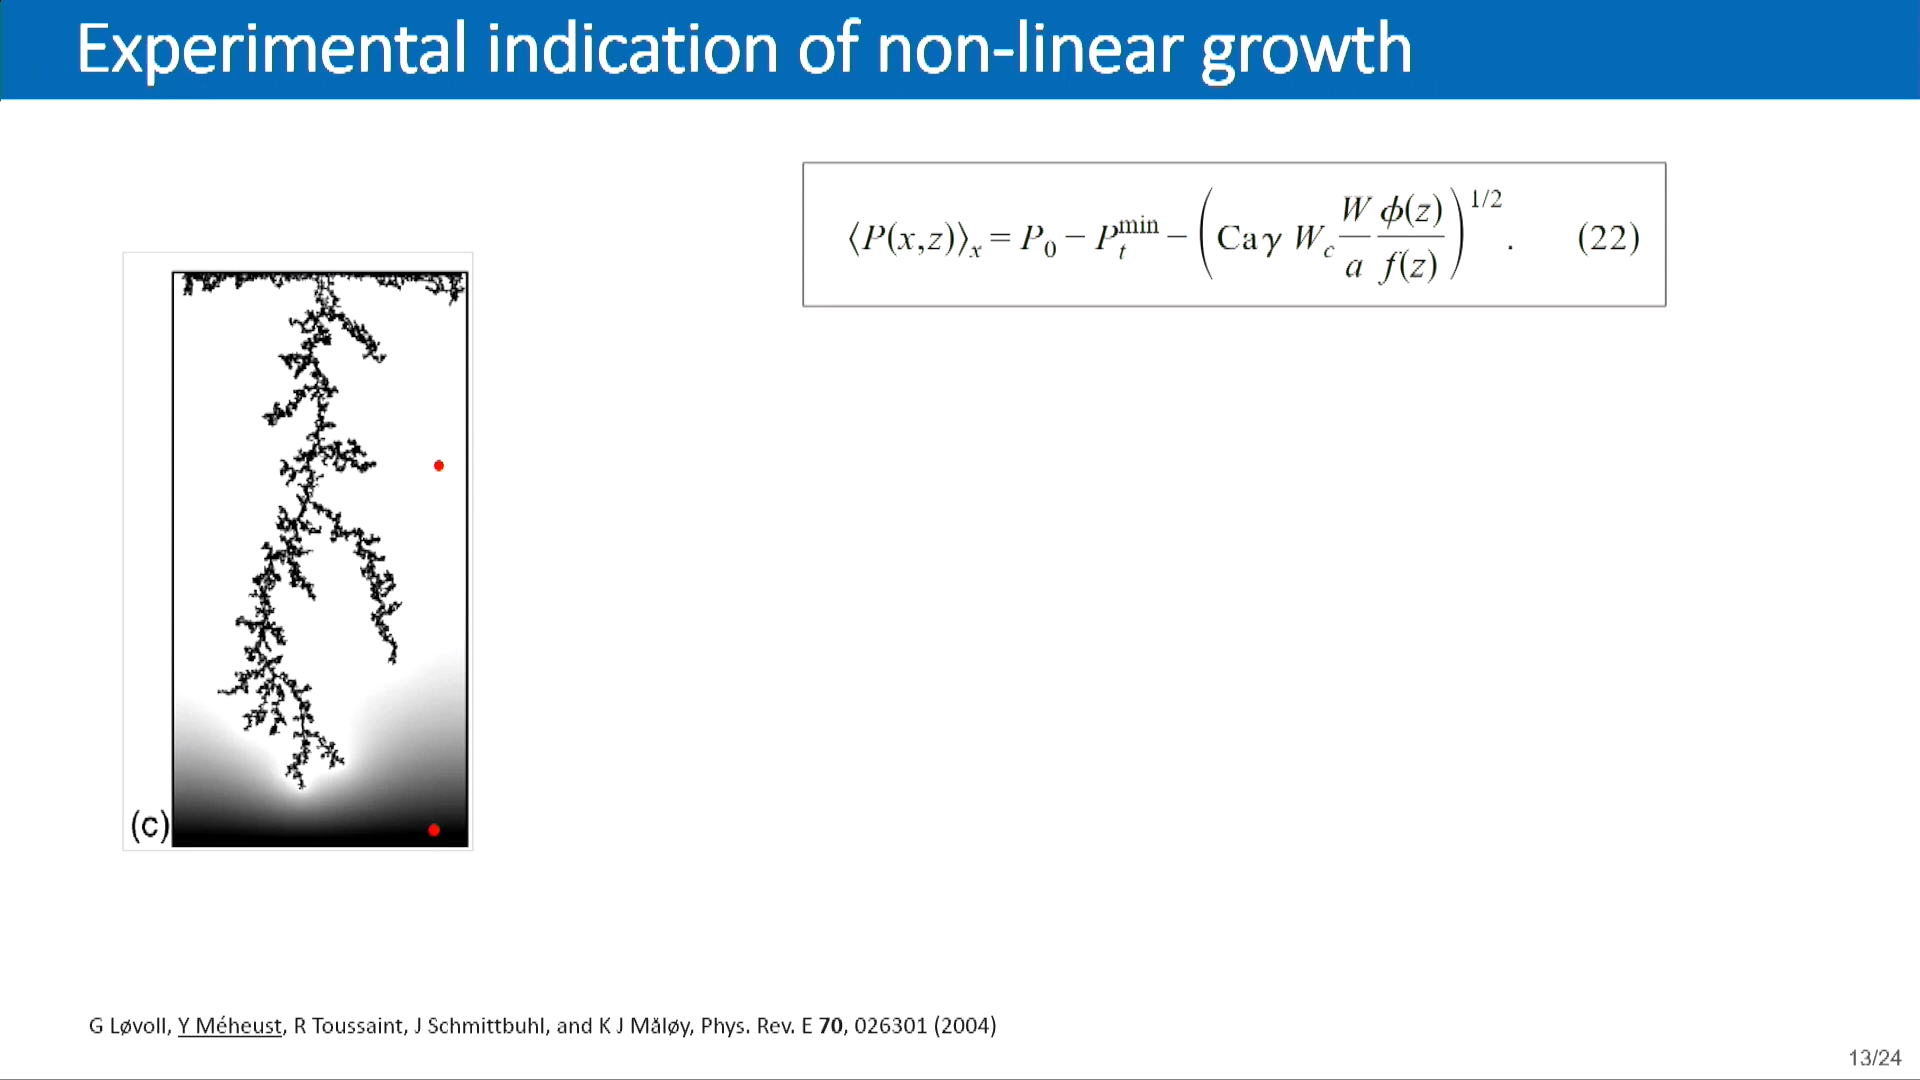 Experimental indication of non-linear growth
⟨P(x,z)⟩ₓ = P₀ − Pₜᵐⁱⁿ − (Ca γ W_c W/a ϕ(z)/f(z))^{1/2} . (22)
(c)
G Løvoll, Y Méheust, R Toussaint, J Schmittbuhl, and K J Måløy, Phys. Rev. E 70, 026301 (2004)
13/24